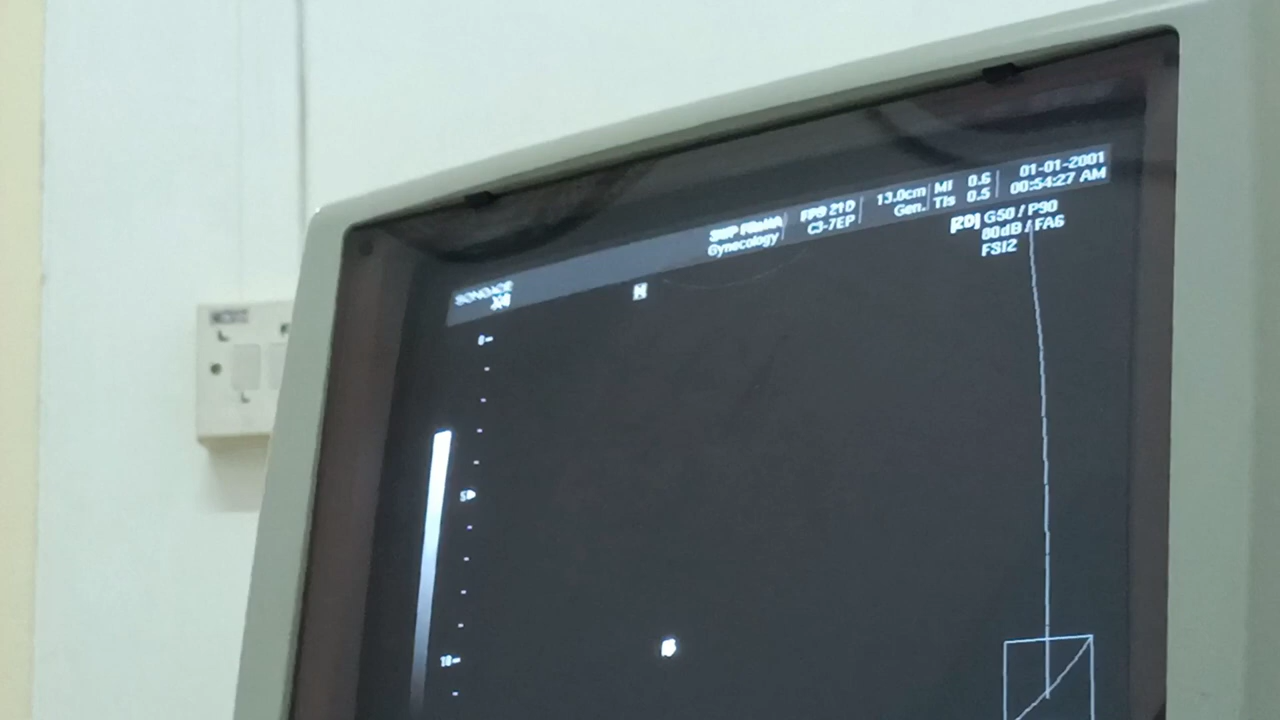 SONOACE
X4
Gynecology
FPS 21D
C3-7EP
13.0cm
Gen.
MI 0.6
TIs 0.5
01-01-2001
00:54:27 AM
[2D] G50 / P90
80dB / FA6
FSI2
0
5
10